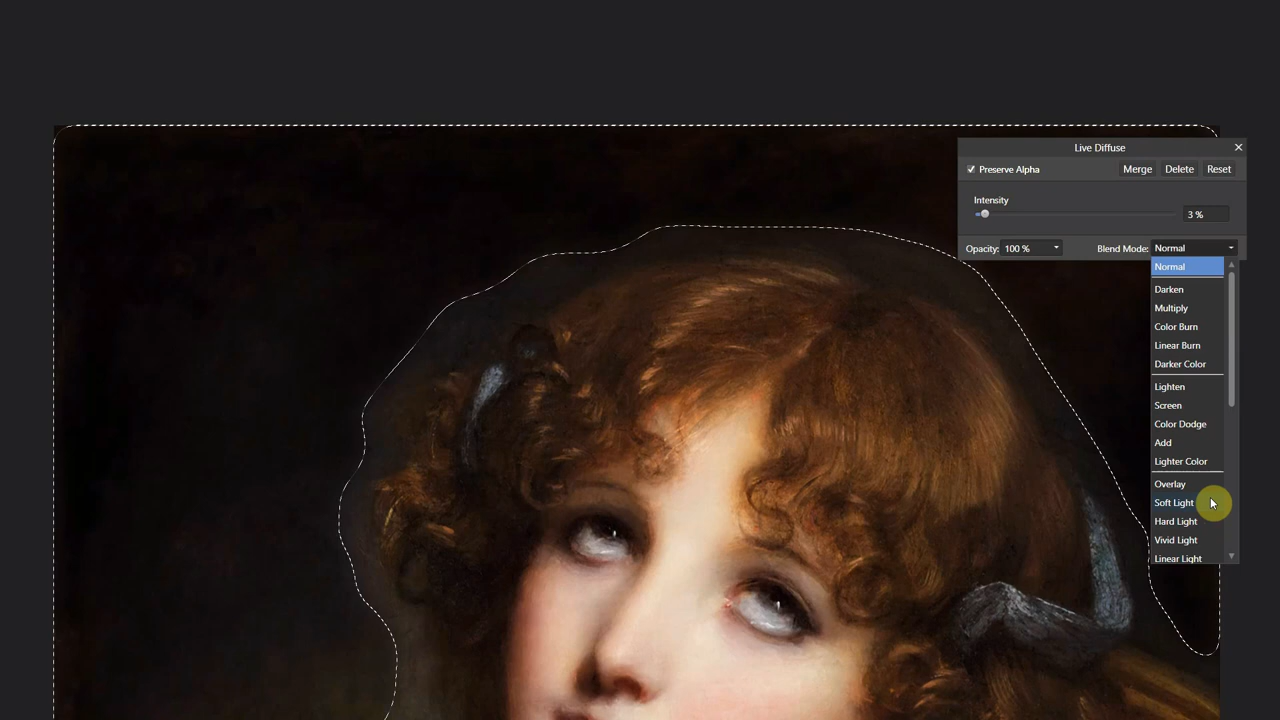 Live Diffuse
Preserve Alpha Merge Delete Reset
Intensity
3 %
Opacity: 100 % Blend Mode: Normal
Normal
Darken
Multiply
Color Burn
Linear Burn
Darker Color
Lighten
Screen
Color Dodge
Add
Lighter Color
Overlay
Soft Light
Hard Light
Vivid Light
Linear Light